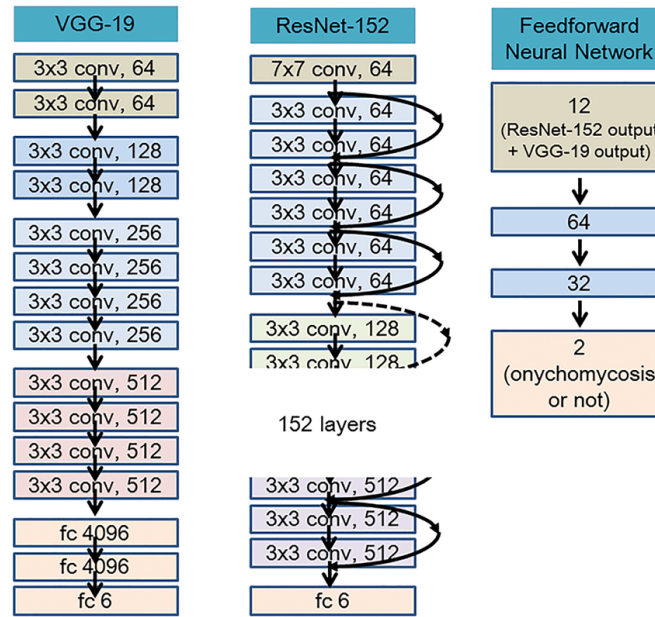 VGG-19
3x3 conv, 64
3x3 conv, 64
3x3 conv, 128
3x3 conv, 128
3x3 conv, 256
3x3 conv, 256
3x3 conv, 256
3x3 conv, 256
3x3 conv, 512
3x3 conv, 512
3x3 conv, 512
3x3 conv, 512
fc 4096
fc 4096
fc 6
ResNet-152
7x7 conv, 64
3x3 conv, 64
3x3 conv, 64
3x3 conv, 64
3x3 conv, 64
3x3 conv, 64
3x3 conv, 64
3x3 conv, 128
3x3 conv, 128
152 layers
3x3 conv, 512
3x3 conv, 512
3x3 conv, 512
fc 6
Feedforward
Neural Network
12
(ResNet-152 output
+ VGG-19 output)
64
32
2
(onychomycosis
or not)